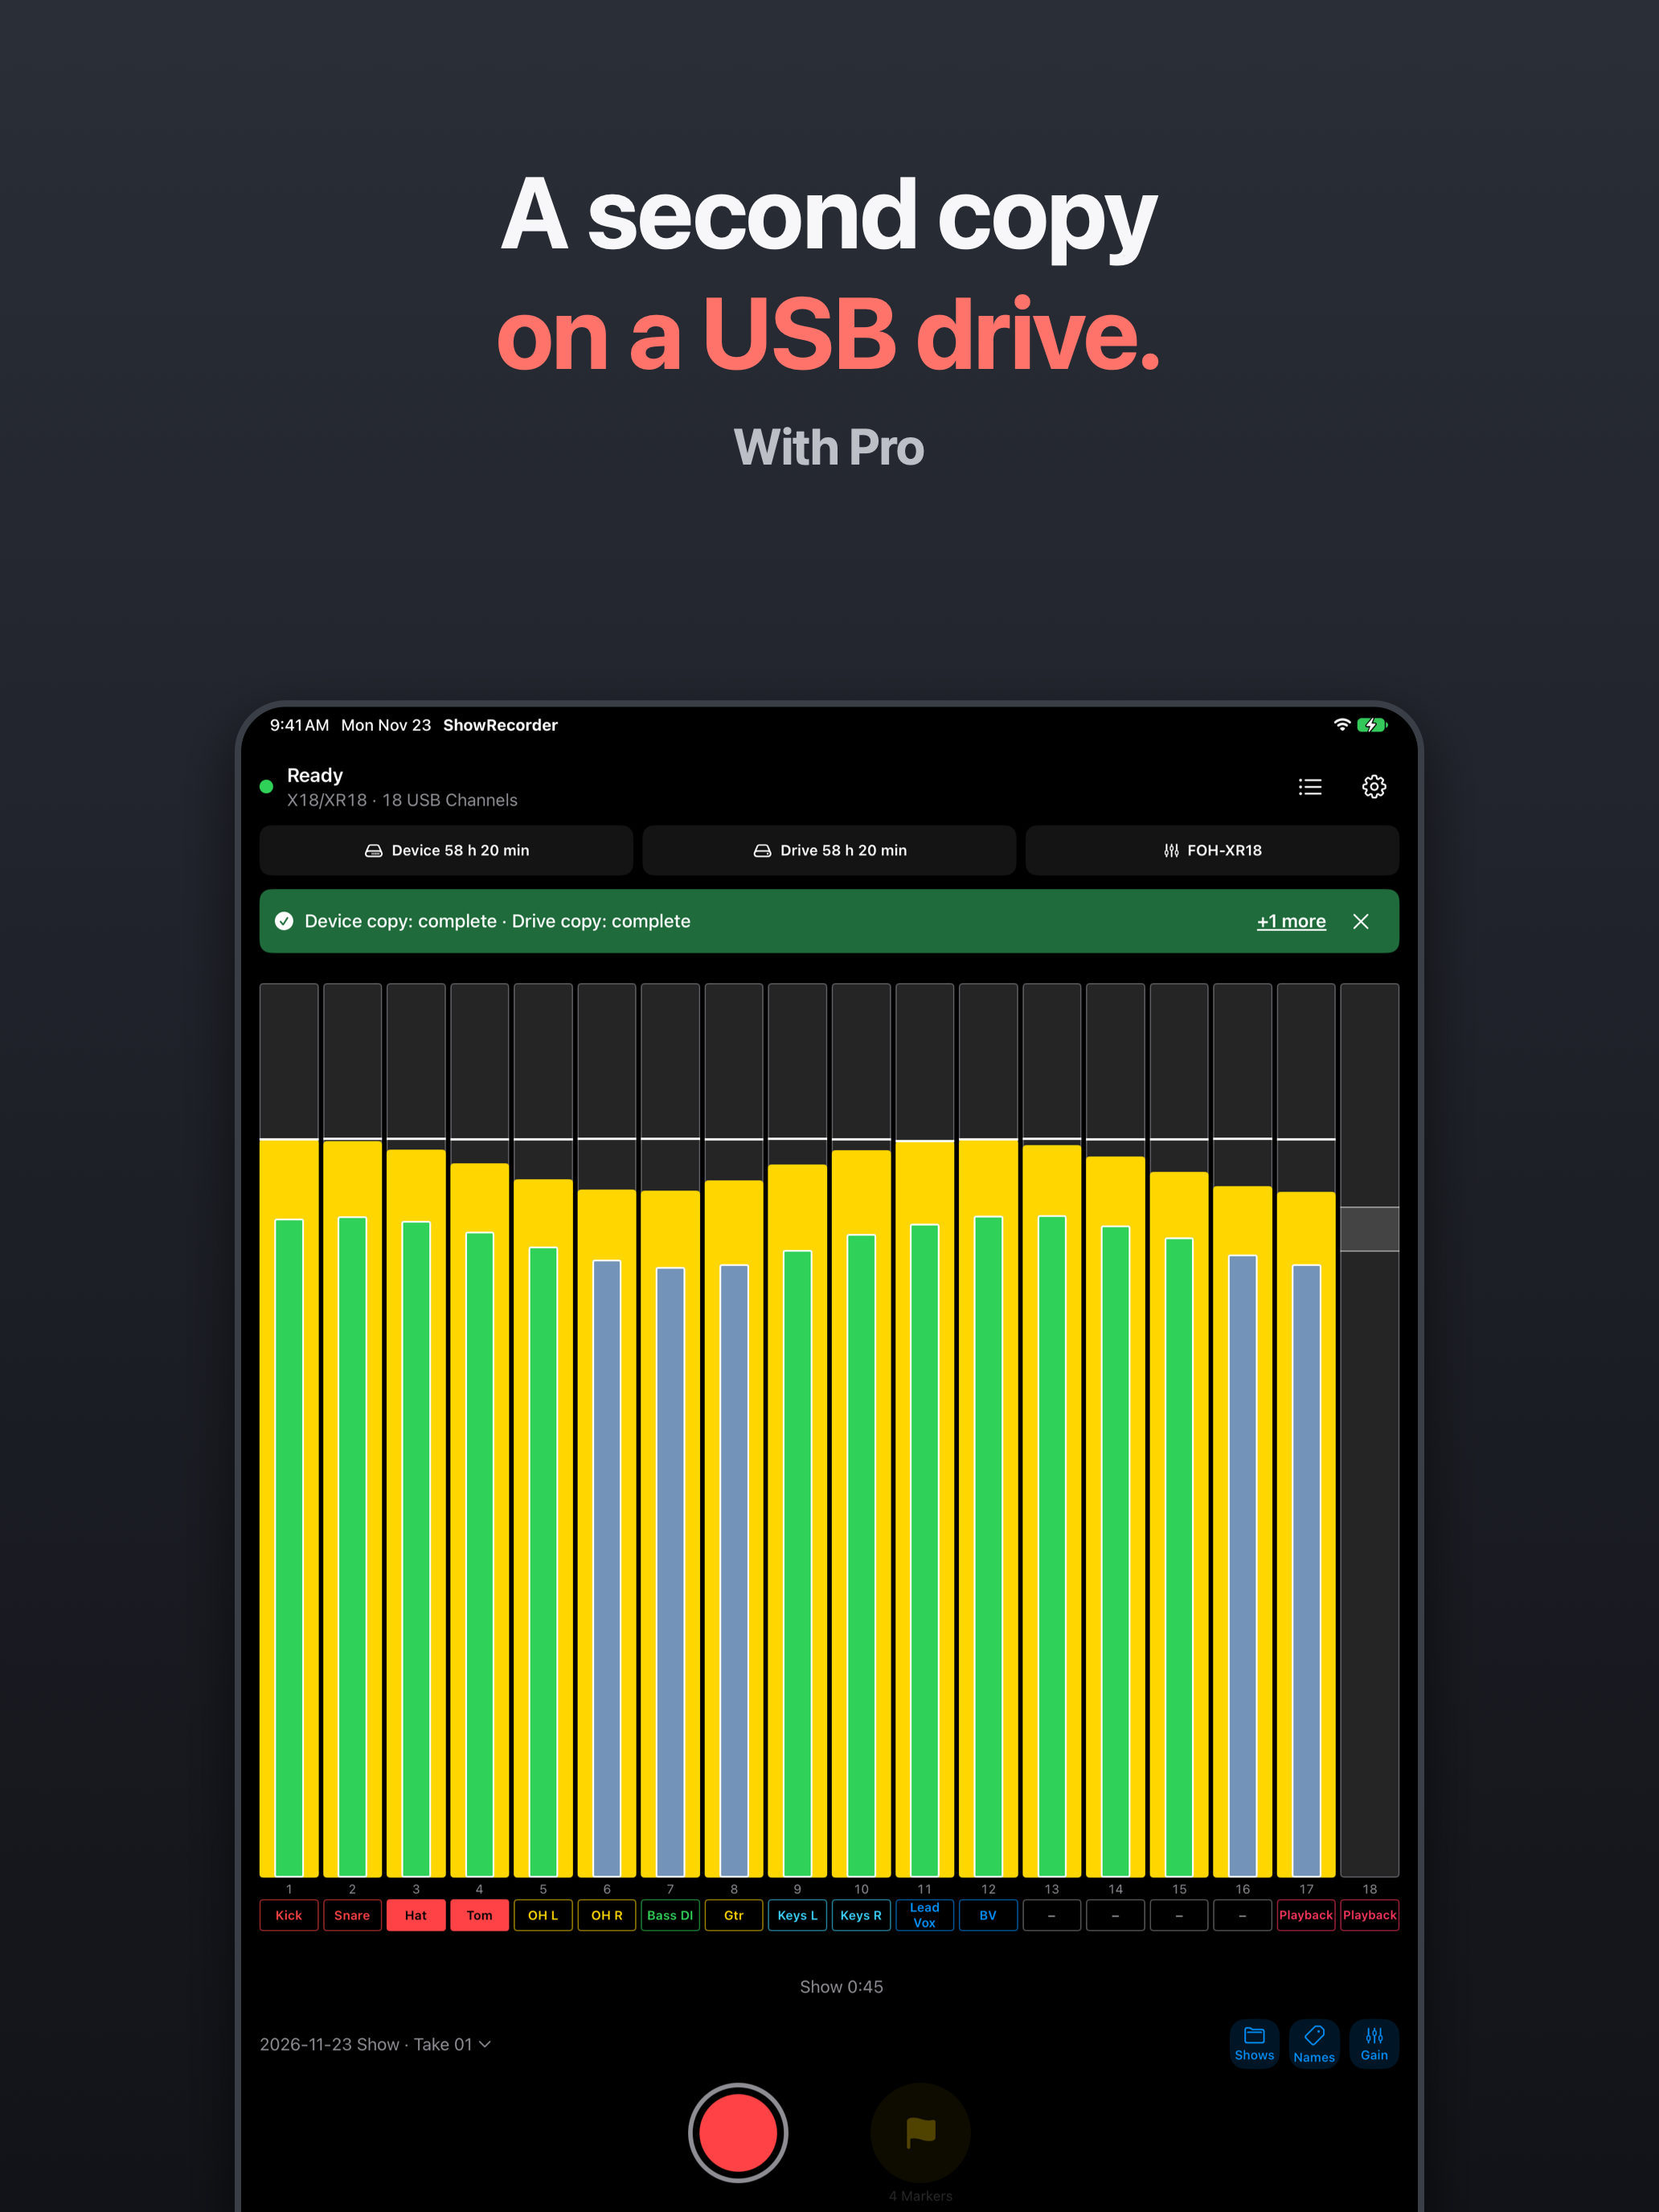 A second copy
on a USB drive.
With Pro
9:41 AM Mon Nov 23 ShowRecorder
Ready
X18/XR18 · 18 USB Channels
Device 58 h 20 min
Drive 58 h 20 min
FOH-XR18
Device copy: complete · Drive copy: complete
+1 more
1 2 3 4 5 6 7 8 9 10 11 12 13 14 15 16 17 18
Kick Snare Hat Tom OH L OH R Bass DI Gtr Keys L Keys R Lead Vox BV – – – – Playback Playback
Show 0:45
2026-11-23 Show · Take 01
Shows Names Gain
4 Markers